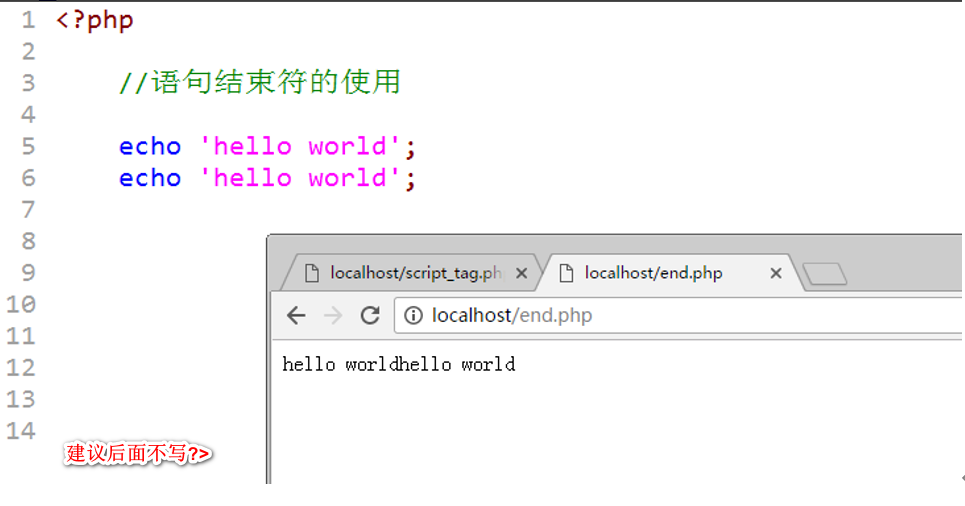 1 <?php
2
3 //语句结束符的使用
4
5 echo 'hello world';
6 echo 'hello world';
7
8
9
10
11
12
13
14
localhost/script_tag.ph × localhost/end.php ×
localhost/end.php
hello worldhello world
建议后面不写?>